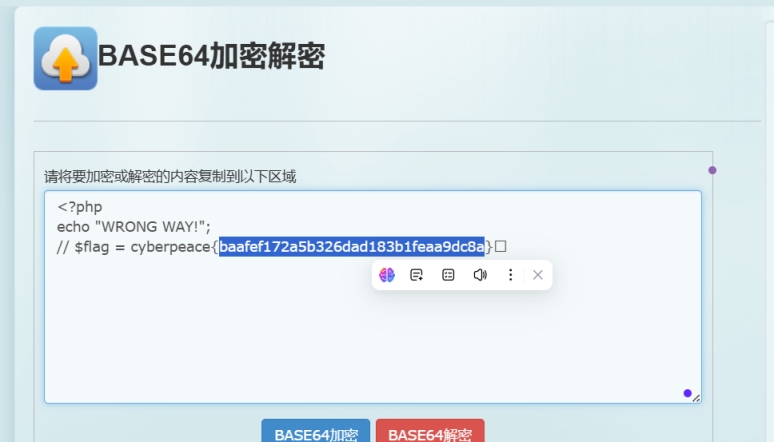 BASE64加密解密
请将要加密或解密的内容复制到以下区域
<?php
echo "WRONG WAY!";
// $flag = cyberpeace{baafef172a5b326dad183b1feaa9dc8a}□
BASE64加密 BASE64解密